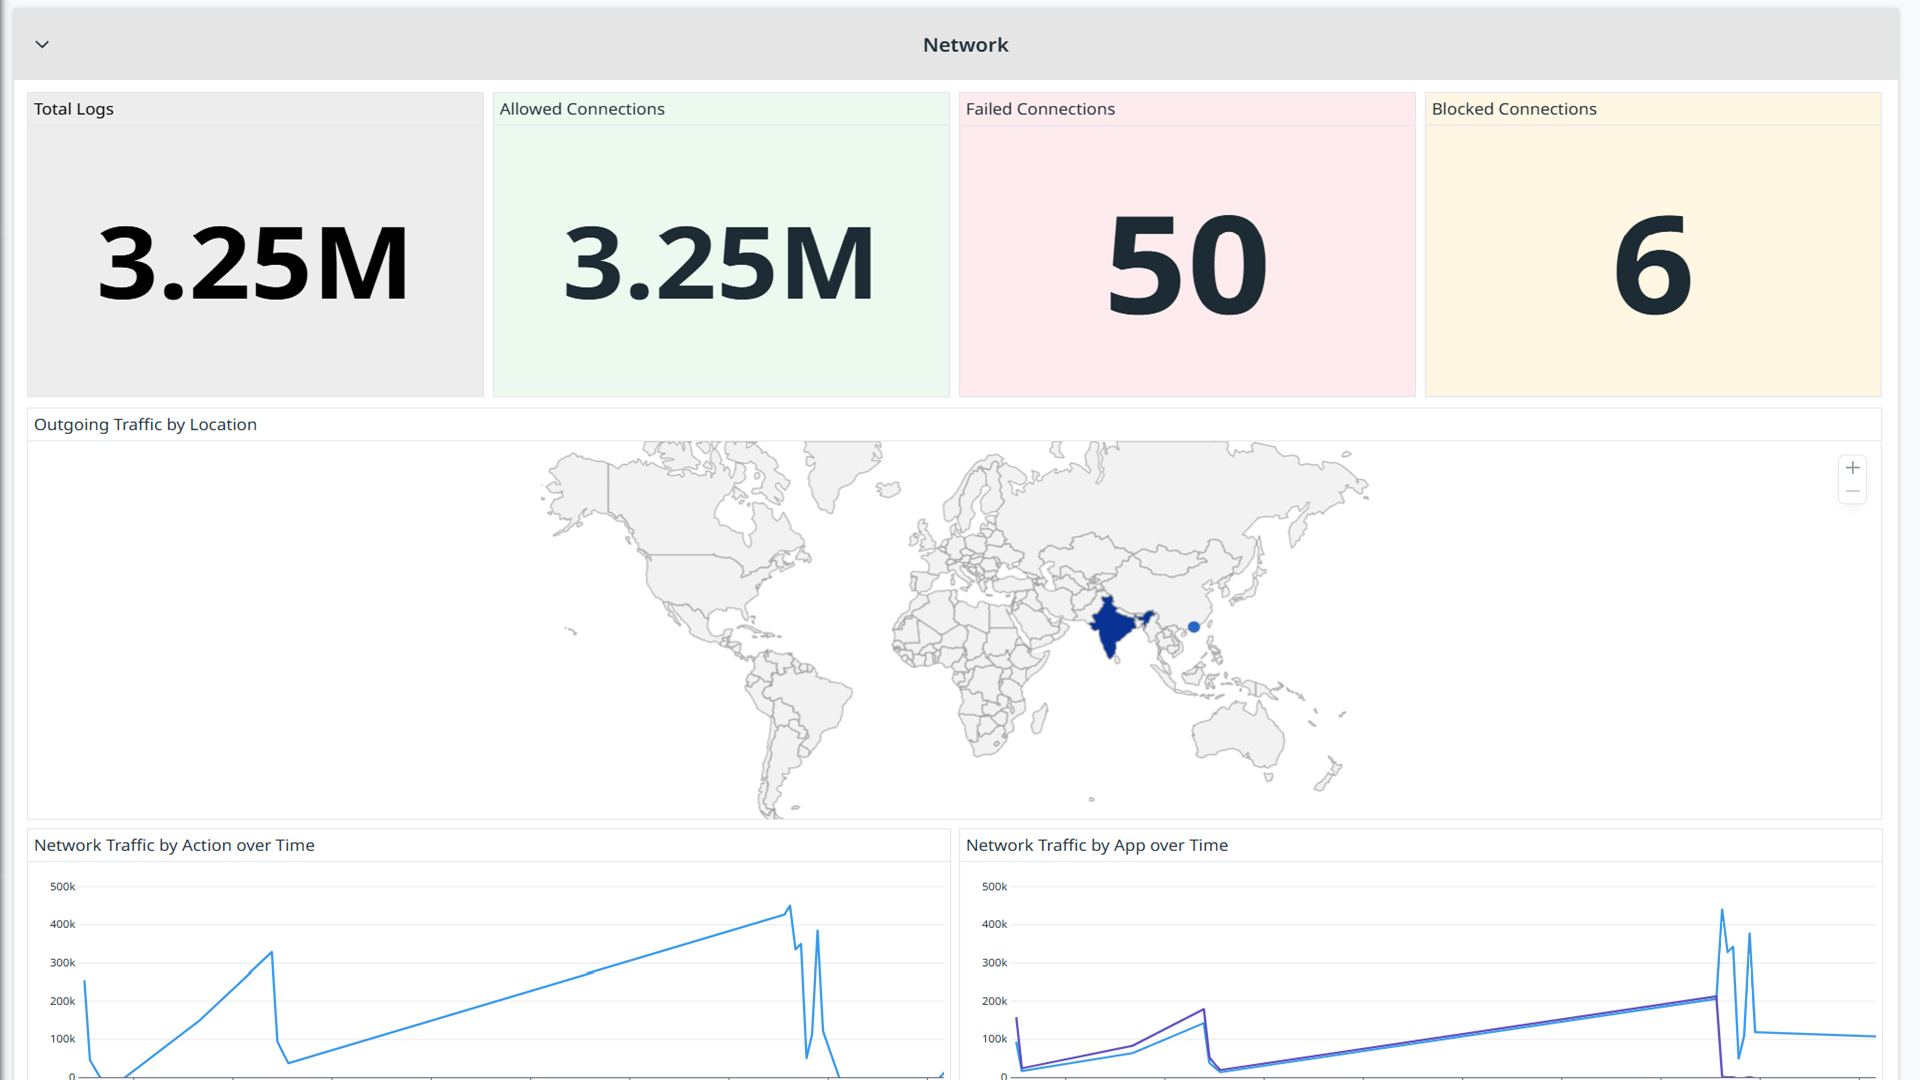 Network
Total Logs
Allowed Connections
Failed Connections
Blocked Connections
3.25M
3.25M
50
6
Outgoing Traffic by Location
+
−
Network Traffic by Action over Time
500k
400k
300k
200k
100k
0
Network Traffic by App over Time
500k
400k
300k
200k
100k
0